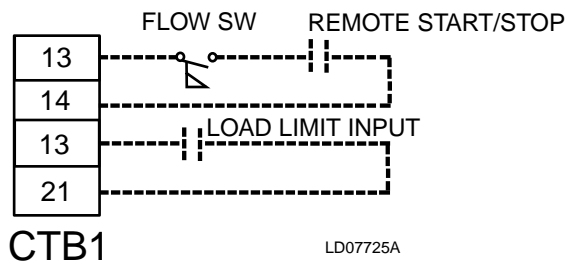 FLOW SW REMOTE START/STOP
13
14
13 LOAD LIMIT INPUT
21
CTB1 LD07725A